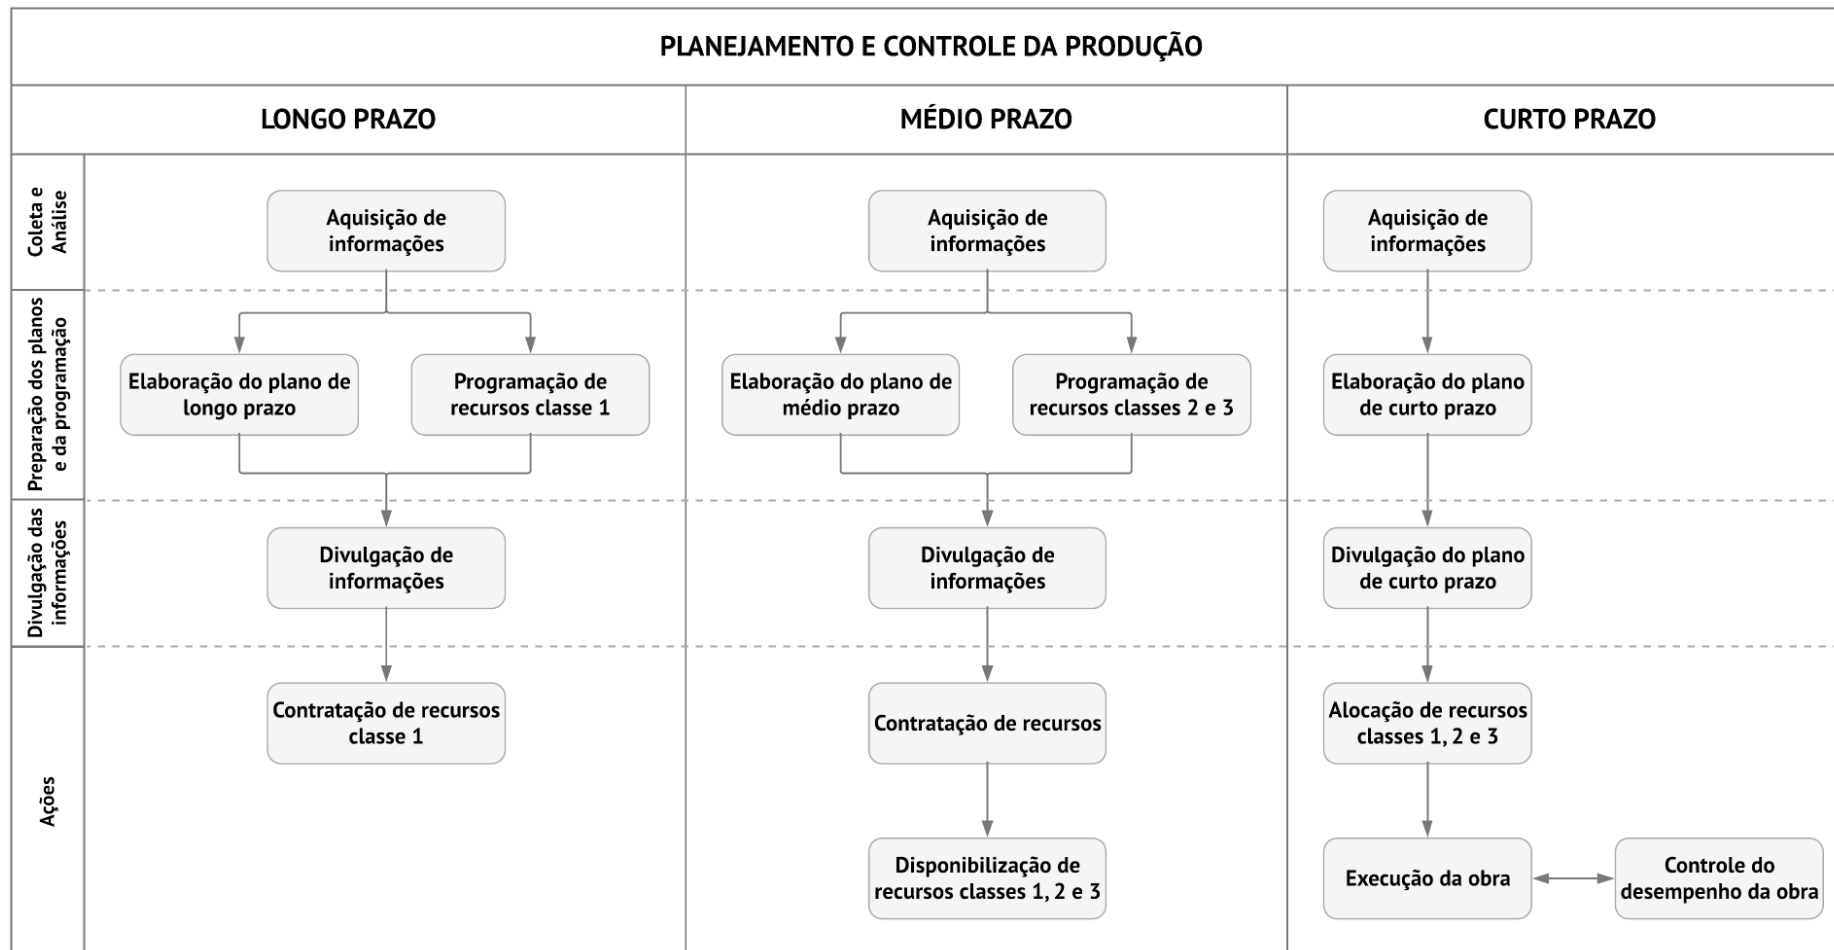 PLANEJAMENTO E CONTROLE DA PRODUÇÃO
LONGO PRAZO
MÉDIO PRAZO
CURTO PRAZO
Coleta e
Análise
Aquisição de
informações
Aquisição de
informações
Aquisição de
informações
Preparação dos planos
e da programação
Elaboração do plano de
longo prazo
Programação de
recursos classe 1
Elaboração do plano de
médio prazo
Programação de
recursos classes 2 e 3
Elaboração do plano
de curto prazo
Divulgação das
informações
Divulgação de
informações
Divulgação de
informações
Divulgação do plano
de curto prazo
Ações
Contratação de recursos
classe 1
Contratação de recursos
Alocação de recursos
classes 1, 2 e 3
Disponibilização de
recursos classes 1, 2 e 3
Execução da obra
Controle do
desempenho da obra